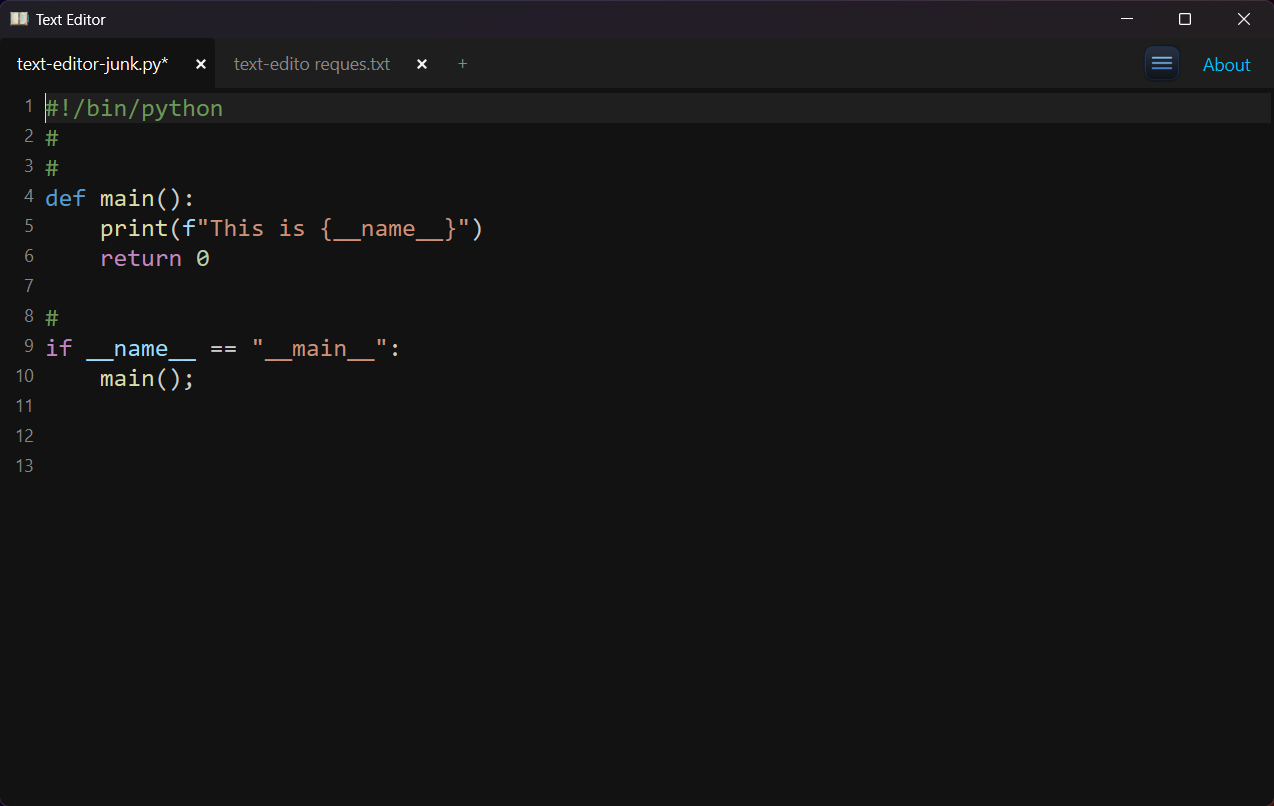 Text Editor
text-editor-junk.py* × text-edito reques.txt × + About
1 #!/bin/python
2 #
3 #
4 def main():
5     print(f"This is {__name__}")
6     return 0
7
8 #
9 if __name__ == "__main__":
10     main();
11
12
13